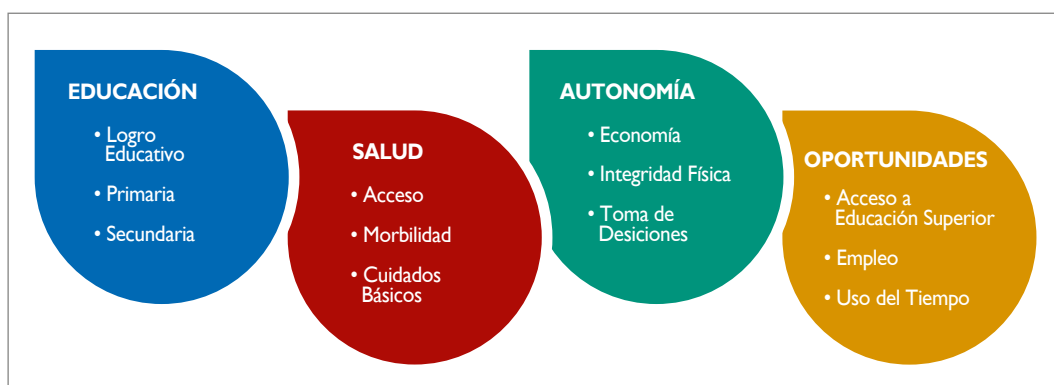 EDUCACIÓN
• Logro
Educativo
• Primaria
• Secundaria
SALUD
• Acceso
• Morbilidad
• Cuidados
Básicos
AUTONOMÍA
• Economía
• Integridad Física
• Toma de
Desiciones
OPORTUNIDADES
• Acceso a
Educación Superior
• Empleo
• Uso del Tiempo